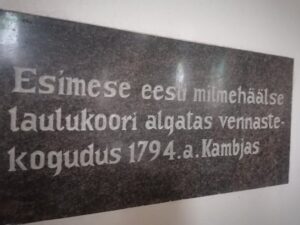 Esimese eesti mitmehäälse
laulukoori algatas vennaste-
kogudus 1794.a. Kambjas